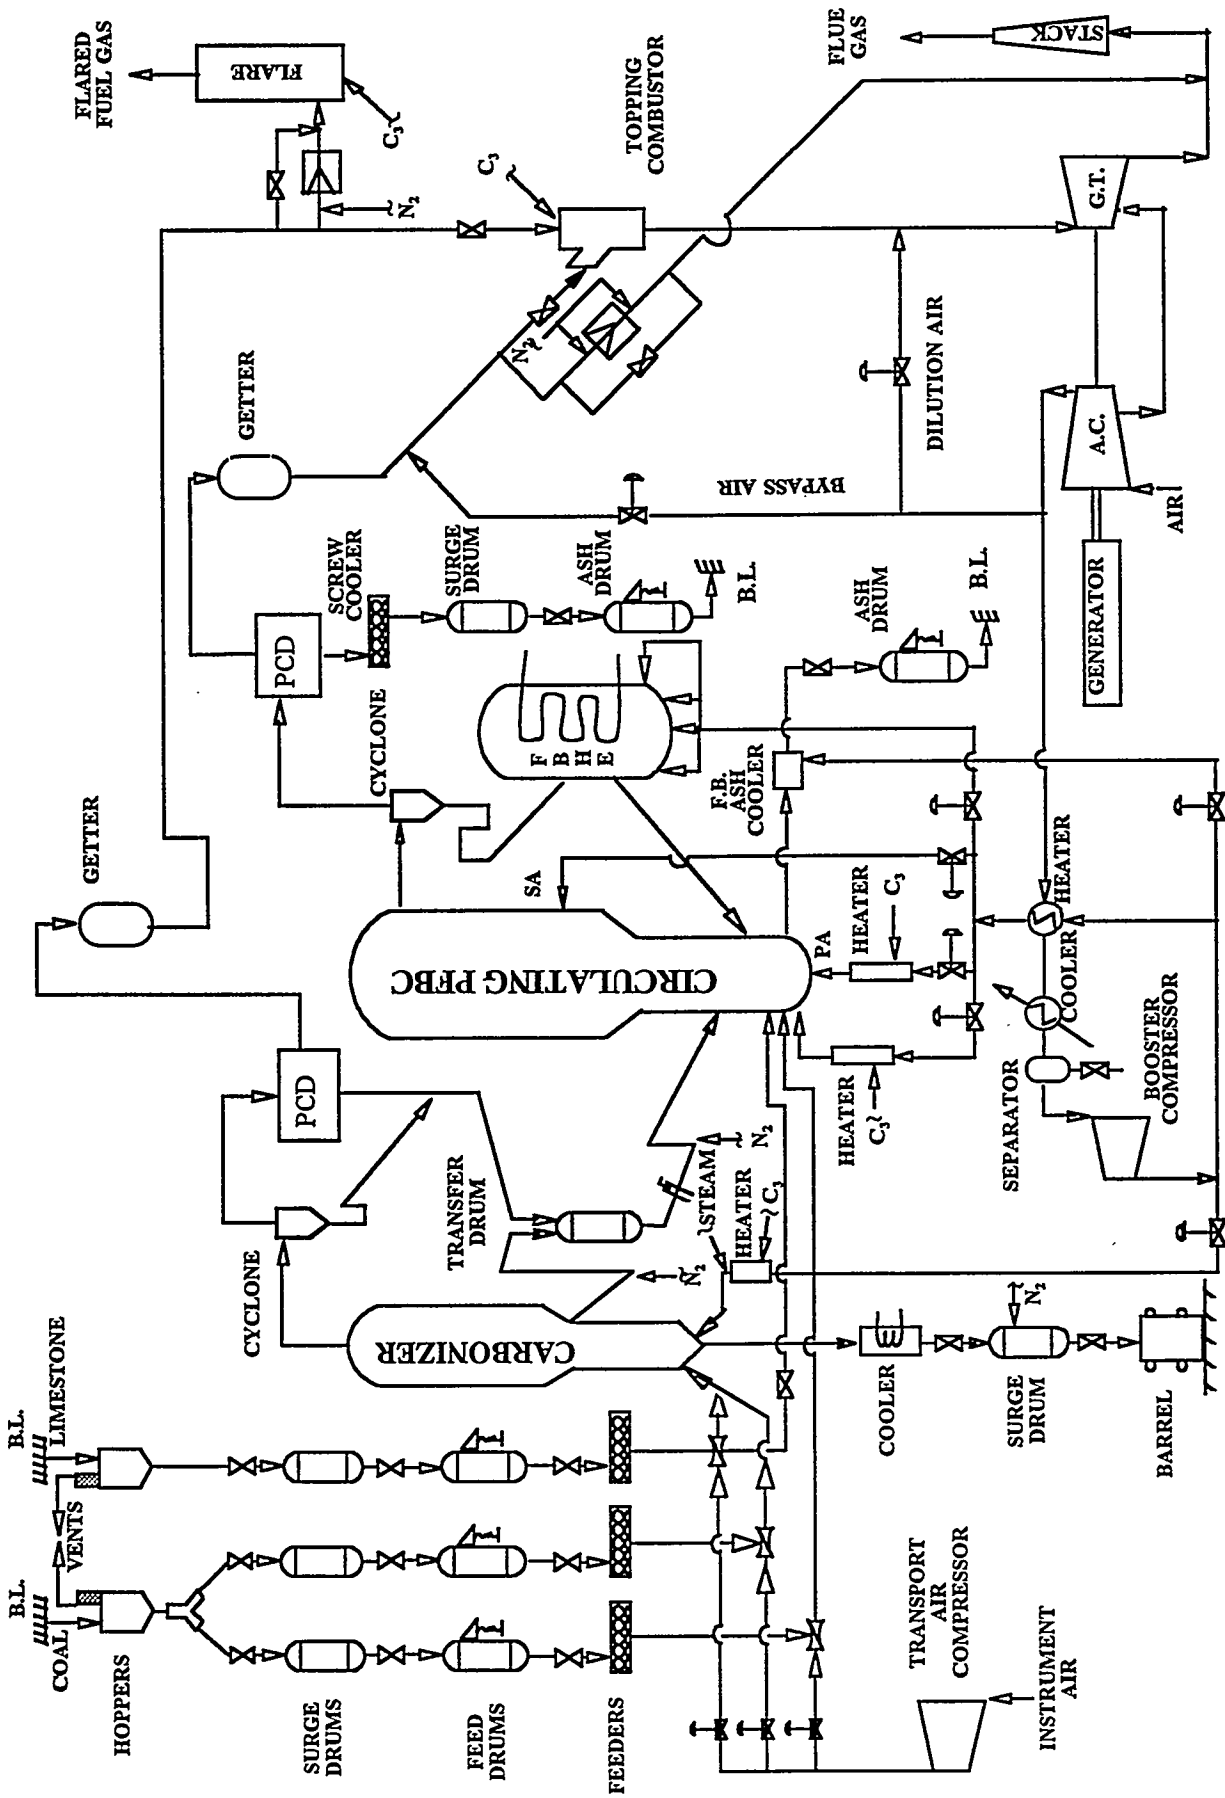 B.L.
COAL
B.L.
LIMESTONE
VENTS
HOPPERS
SURGE
DRUMS
FEED
DRUMS
FEEDERS
TRANSPORT
AIR
COMPRESSOR
INSTRUMENT
AIR
CYCLONE
CARBONIZER
PCD
TRANSFER
DRUM
N₂
STEAM
HEATER
C₃
N₂
COOLER
SURGE
DRUM
N₂
BARREL
GETTER
CIRCULATING PFBC
SA
PA
HEATER
C₃
HEATER
C₃
SEPARATOR
COOLER
HEATER
COOLER
BOOSTER
COMPRESSOR
CYCLONE
PCD
SCREW
COOLER
SURGE
DRUM
ASH
DRUM
B.L.
F
B
H
E
F.B.
ASH
COOLER
ASH
DRUM
B.L.
GETTER
FLARED
FUEL GAS
FLARE
C₃
N₂
C₃
TOPPING
COMBUSTOR
N₂
BYPASS AIR
DILUTION AIR
FLUE
GAS
STACK
G.T.
A.C.
AIR
GENERATOR